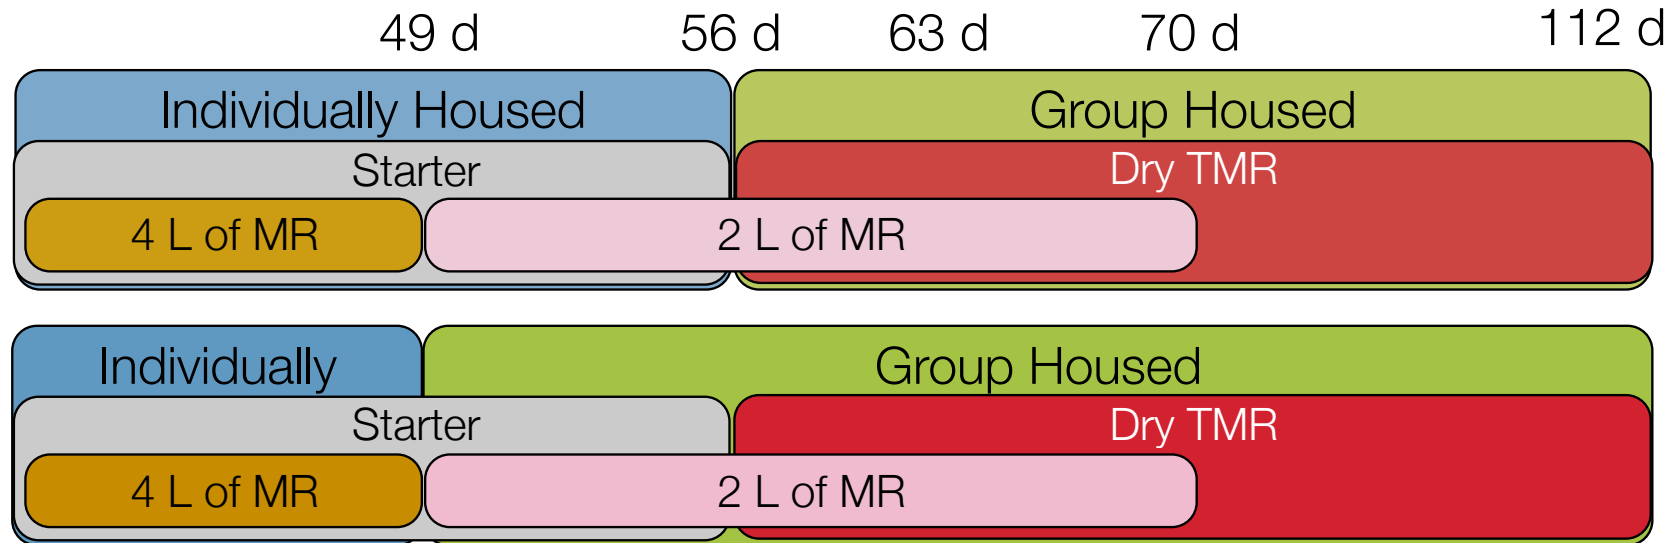 49 d 56 d 63 d 70 d 112 d
Individually Housed Group Housed
Starter Dry TMR
4 L of MR 2 L of MR
Individually Group Housed
Starter Dry TMR
4 L of MR 2 L of MR